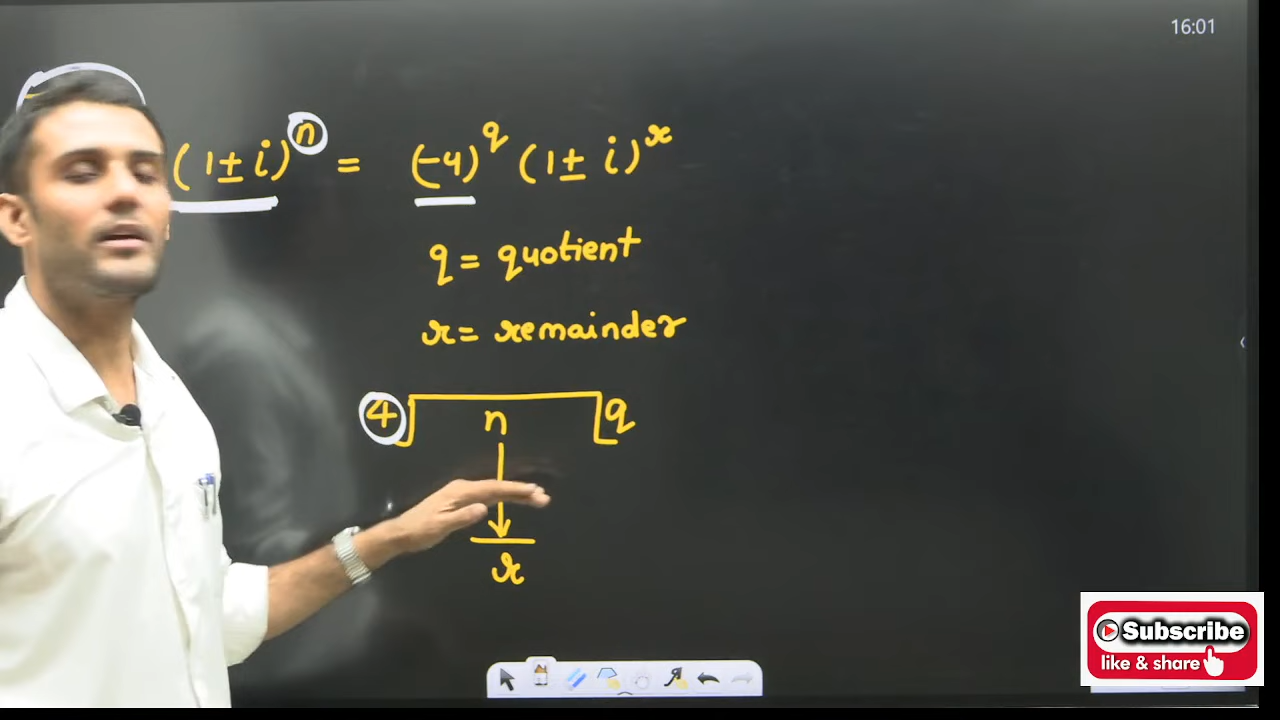 16:01
(1 ± i)^n = (-4)^q (1 ± i)^r
q = quotient
r = remainder
4 n q
r
Subscribe
like & share